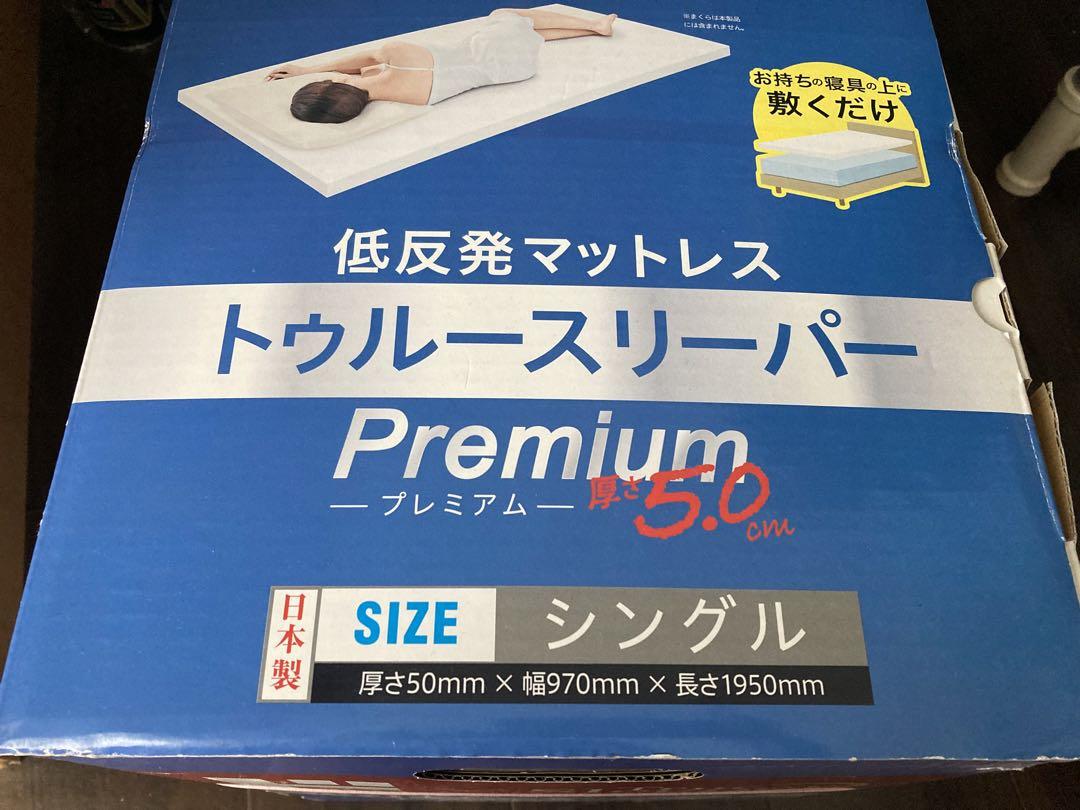 ※まくらは本製品
には含まれません。
お持ちの寝具の上に
敷くだけ
低反発マットレス
トゥルースリーパー
Premium
プレミアム
厚さ5.0cm
日本製
SIZE
シングル
厚さ50mm × 幅970mm × 長さ1950mm